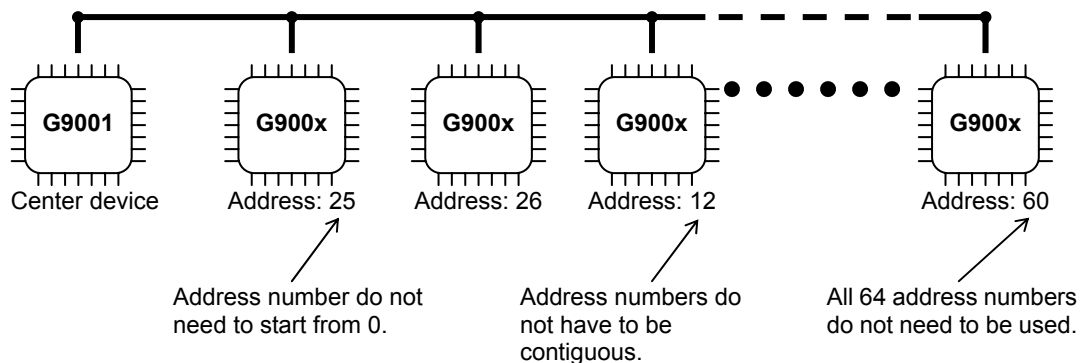 G9001
G900x
G900x
G900x
G900x
Center device
Address: 25
Address: 26
Address: 12
Address: 60
Address number do not
need to start from 0.
Address numbers do
not have to be
contiguous.
All 64 address numbers
do not need to be used.